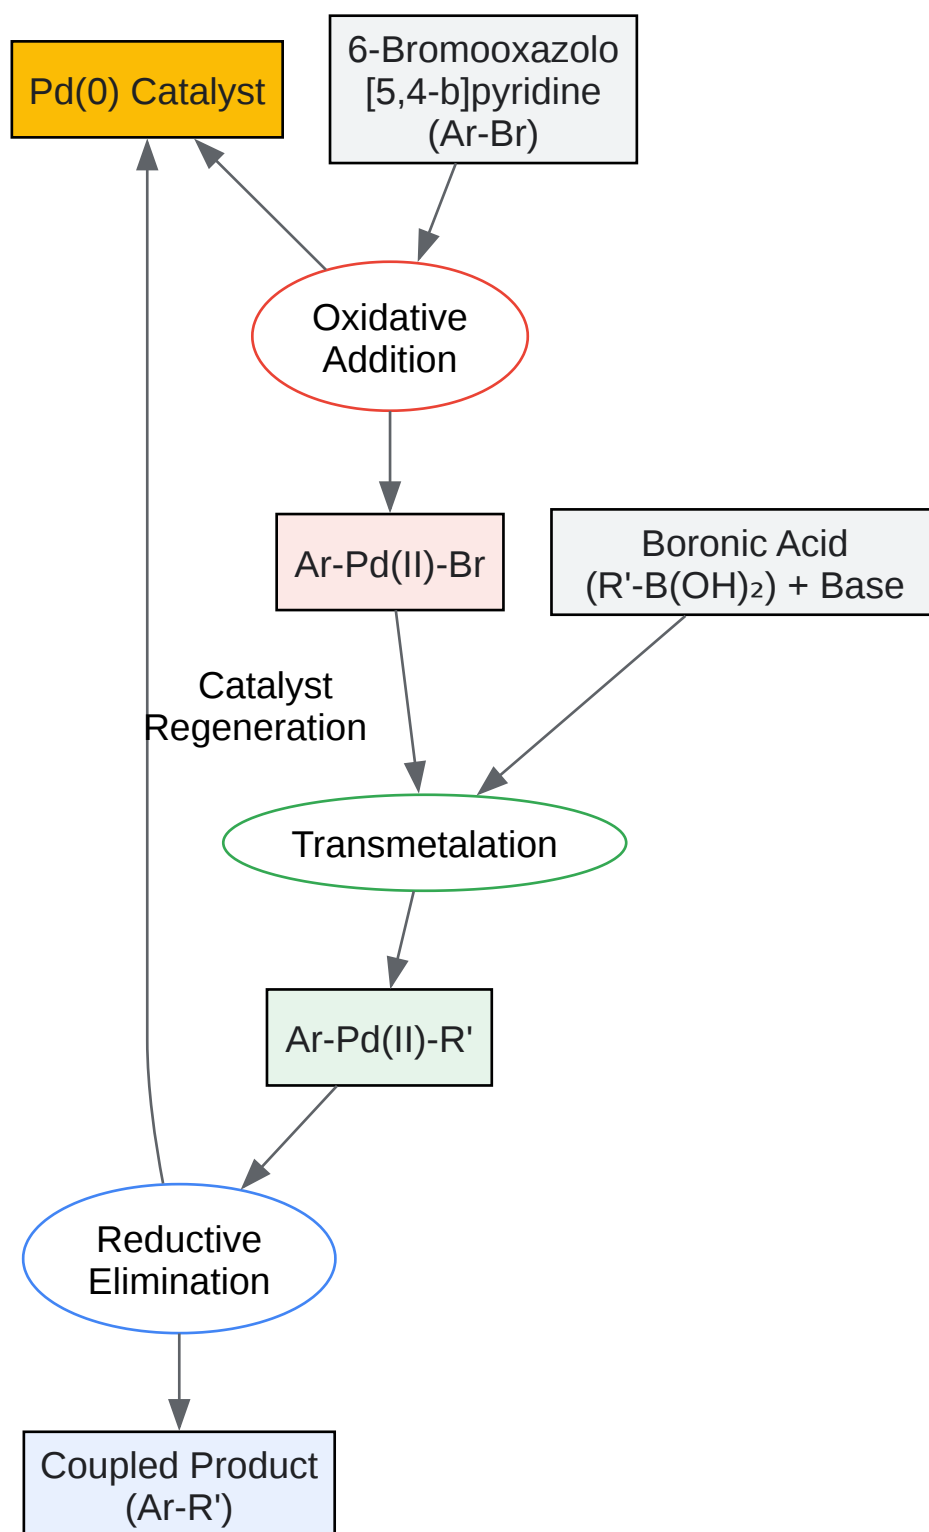 Pd(0) Catalyst
6-Bromooxazolo
[5,4-b]pyridine
(Ar-Br)
Oxidative
Addition
Ar-Pd(II)-Br
Boronic Acid
(R'-B(OH)₂) + Base
Catalyst
Regeneration
Transmetalation
Ar-Pd(II)-R'
Reductive
Elimination
Coupled Product
(Ar-R')